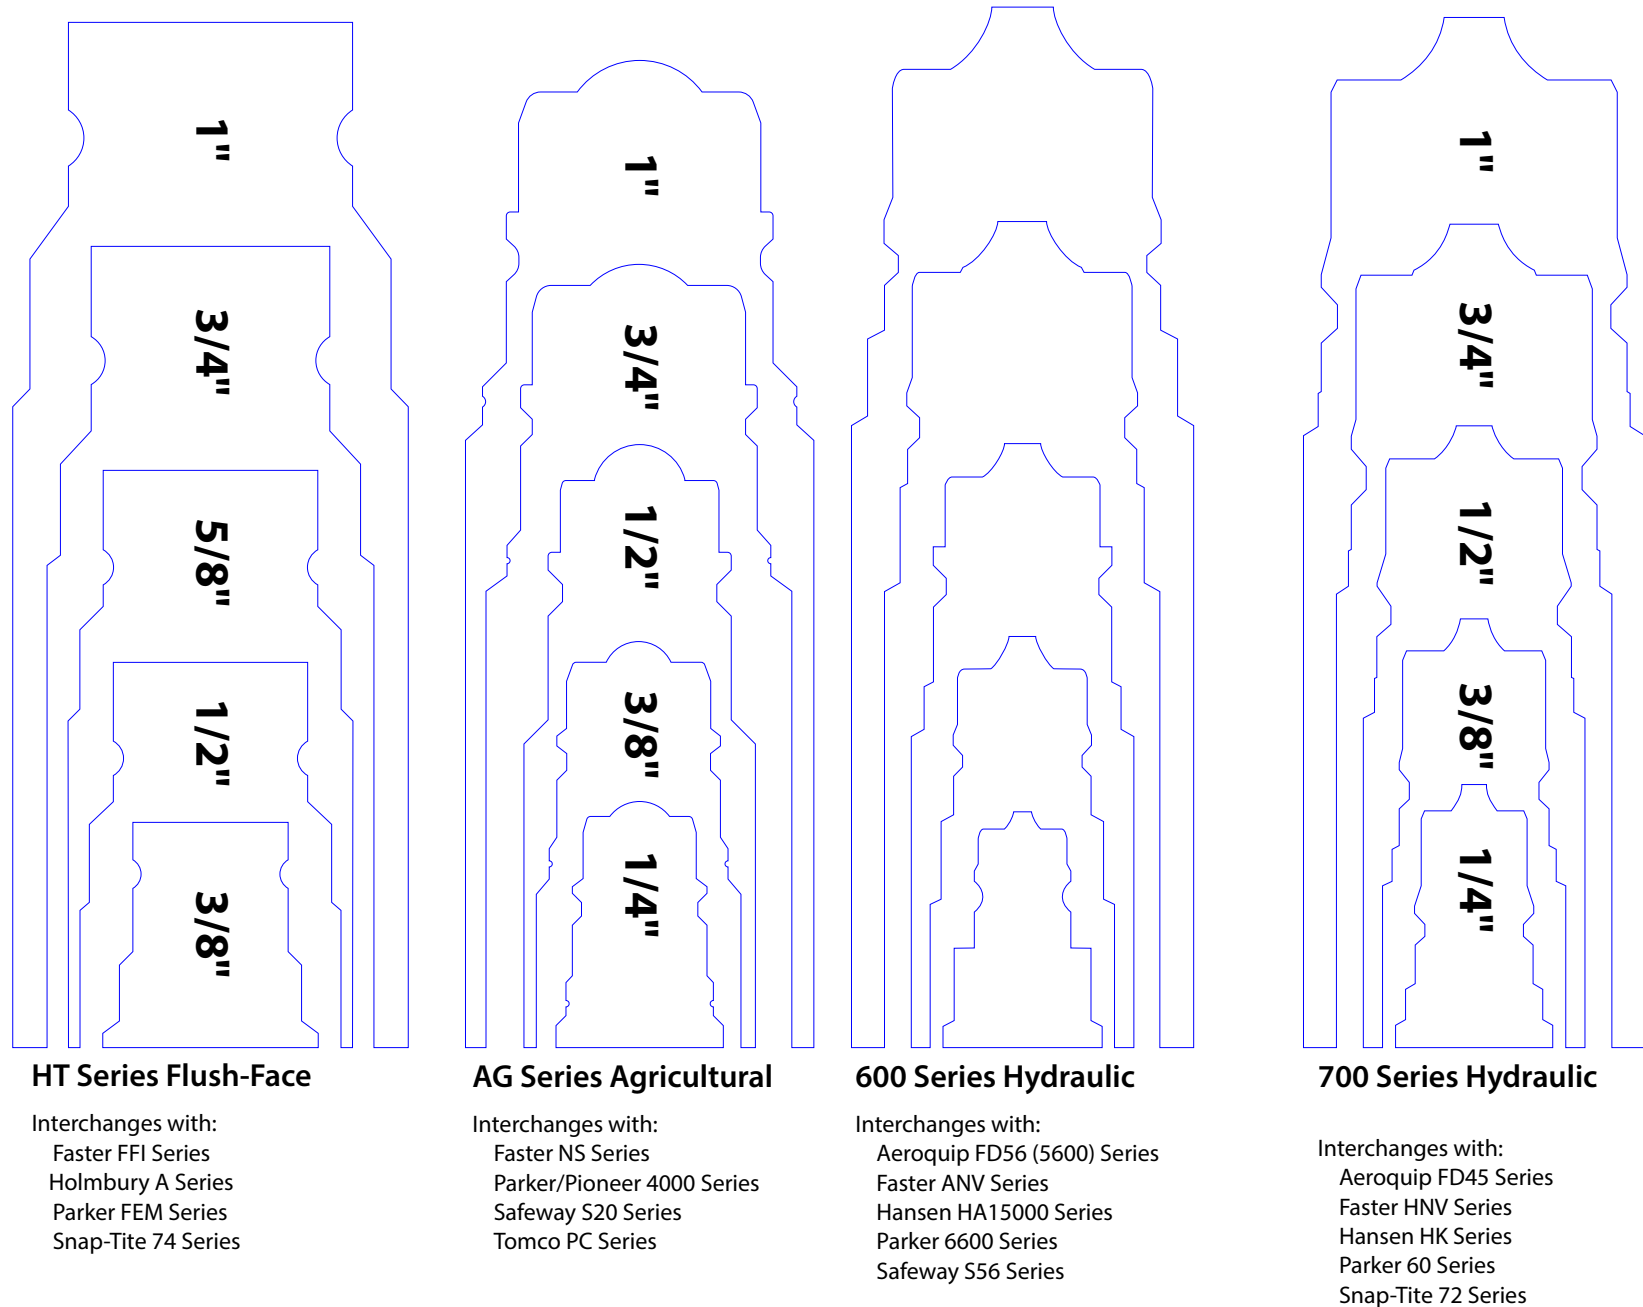 1"
3/4"
5/8"
1/2"
3/8"
HT Series Flush-Face
Interchanges with:
Faster FFI Series
Holmbury A Series
Parker FEM Series
Snap-Tite 74 Series
1"
3/4"
1/2"
3/8"
1/4"
AG Series Agricultural
Interchanges with:
Faster NS Series
Parker/Pioneer 4000 Series
Safeway S20 Series
Tomco PC Series
600 Series Hydraulic
Interchanges with:
Aeroquip FD56 (5600) Series
Faster ANV Series
Hansen HA15000 Series
Parker 6600 Series
Safeway S56 Series
1"
3/4"
1/2"
3/8"
1/4"
700 Series Hydraulic
Interchanges with:
Aeroquip FD45 Series
Faster HNV Series
Hansen HK Series
Parker 60 Series
Snap-Tite 72 Series